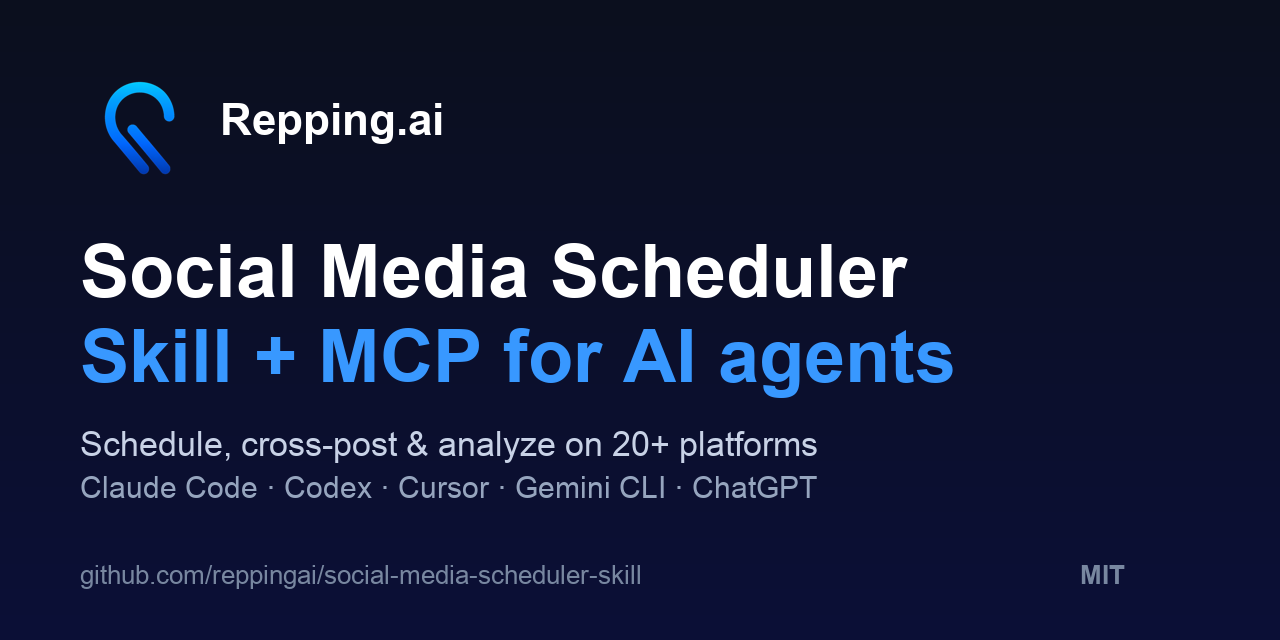 Repping.ai
Social Media Scheduler
Skill + MCP for AI agents
Schedule, cross-post & analyze on 20+ platforms
Claude Code · Codex · Cursor · Gemini CLI · ChatGPT
github.com/reppingai/social-media-scheduler-skill
MIT